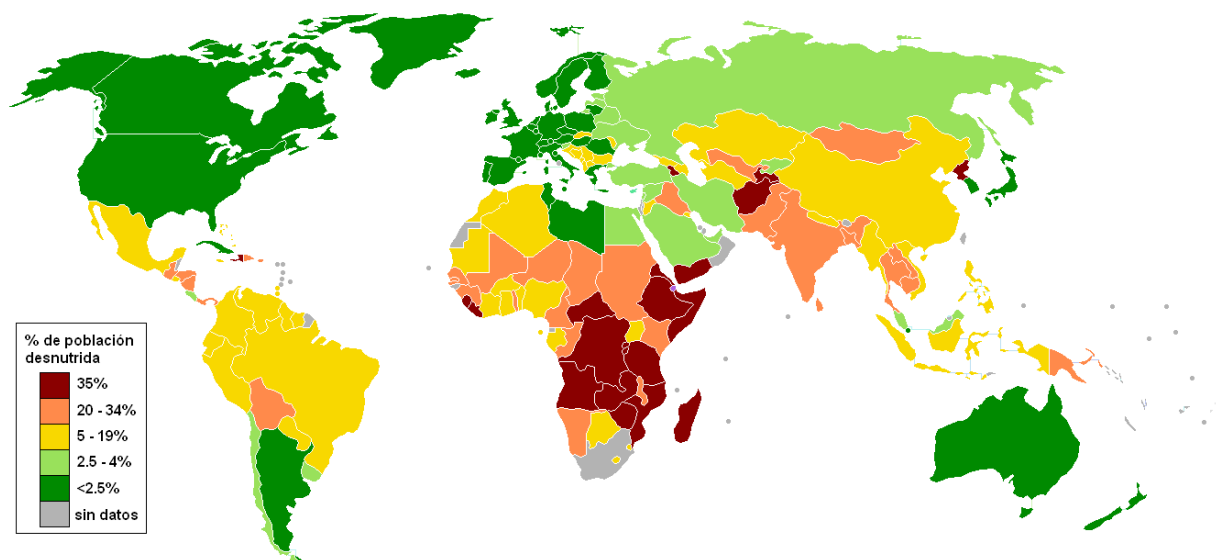 % de población
desnutrida
35%
20 - 34%
5 - 19%
2.5 - 4%
<2.5%
sin datos